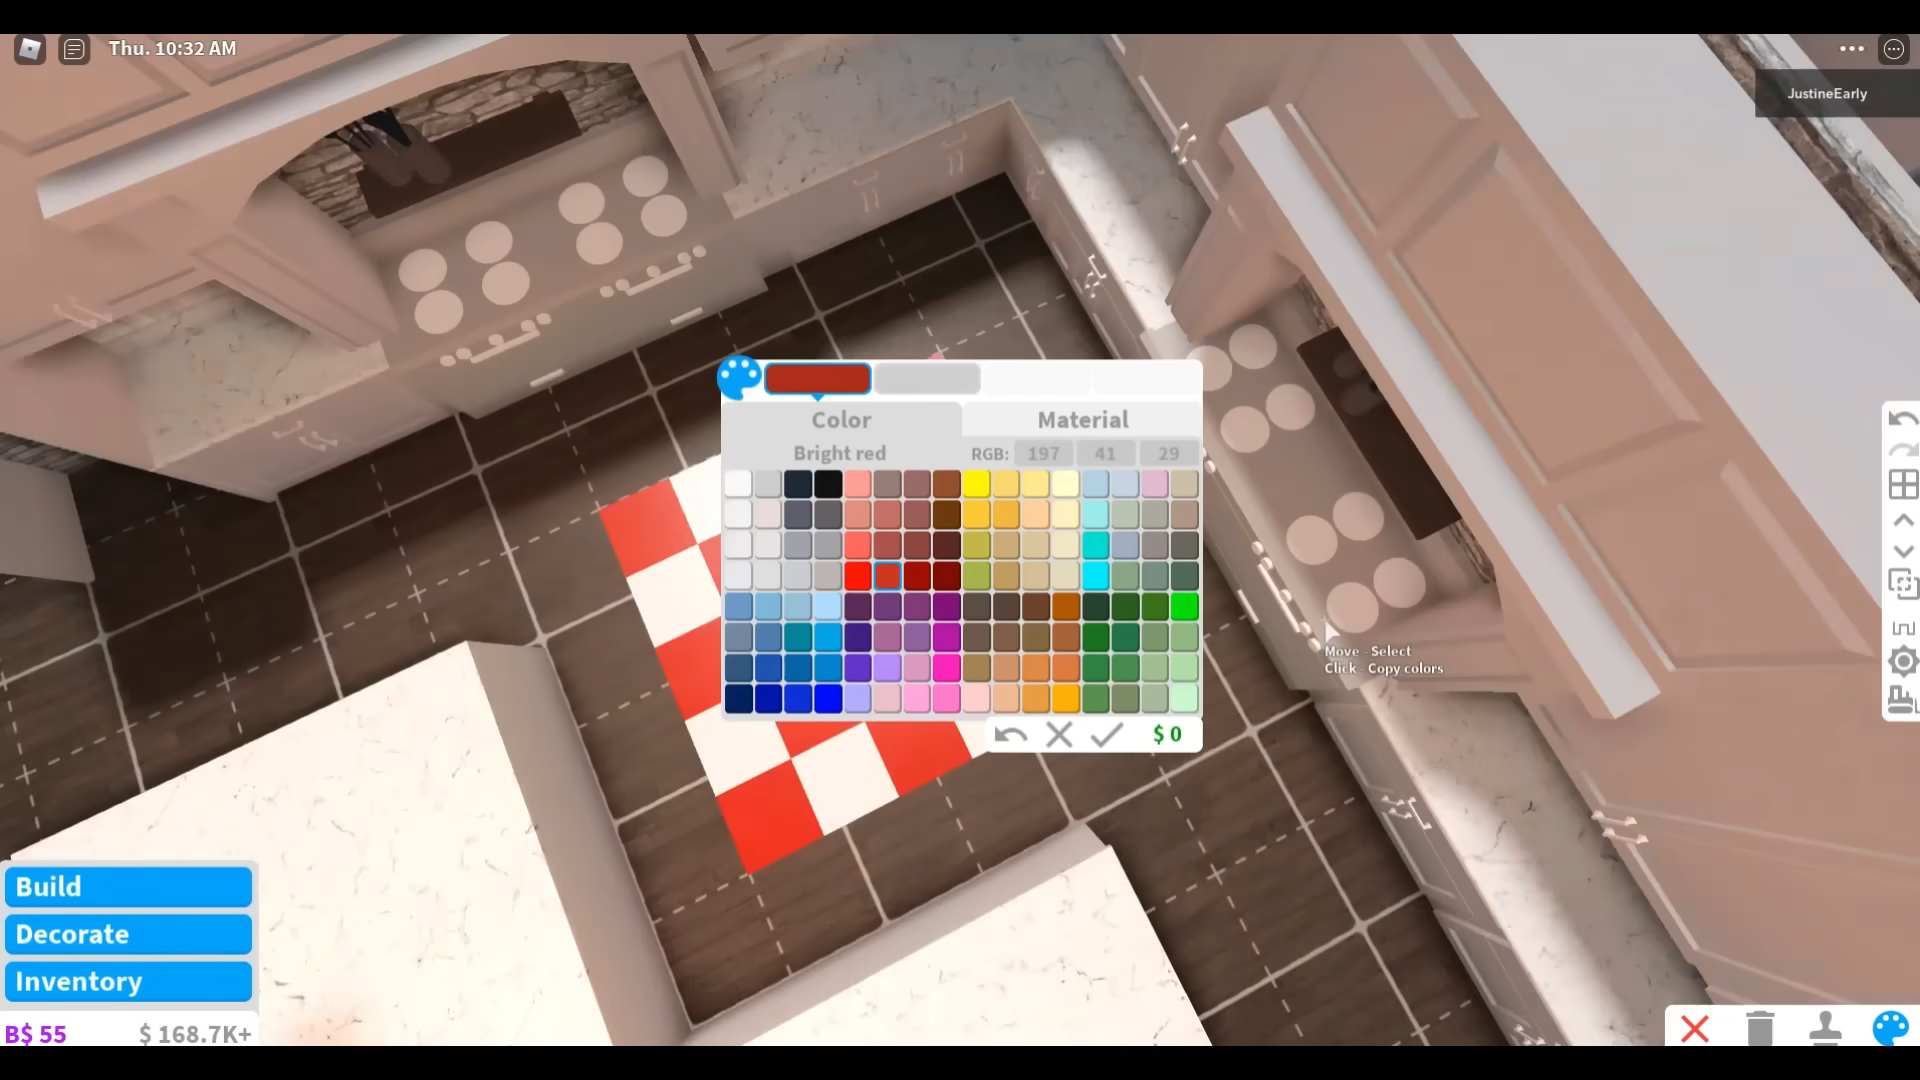 Thu. 10:32 AM
JustineEarly
Color
Material
Bright red
RGB: 197 41 29
Move - Select
Click - Copy colors
$ 0
Build
Decorate
Inventory
B$ 55
$ 168.7K+